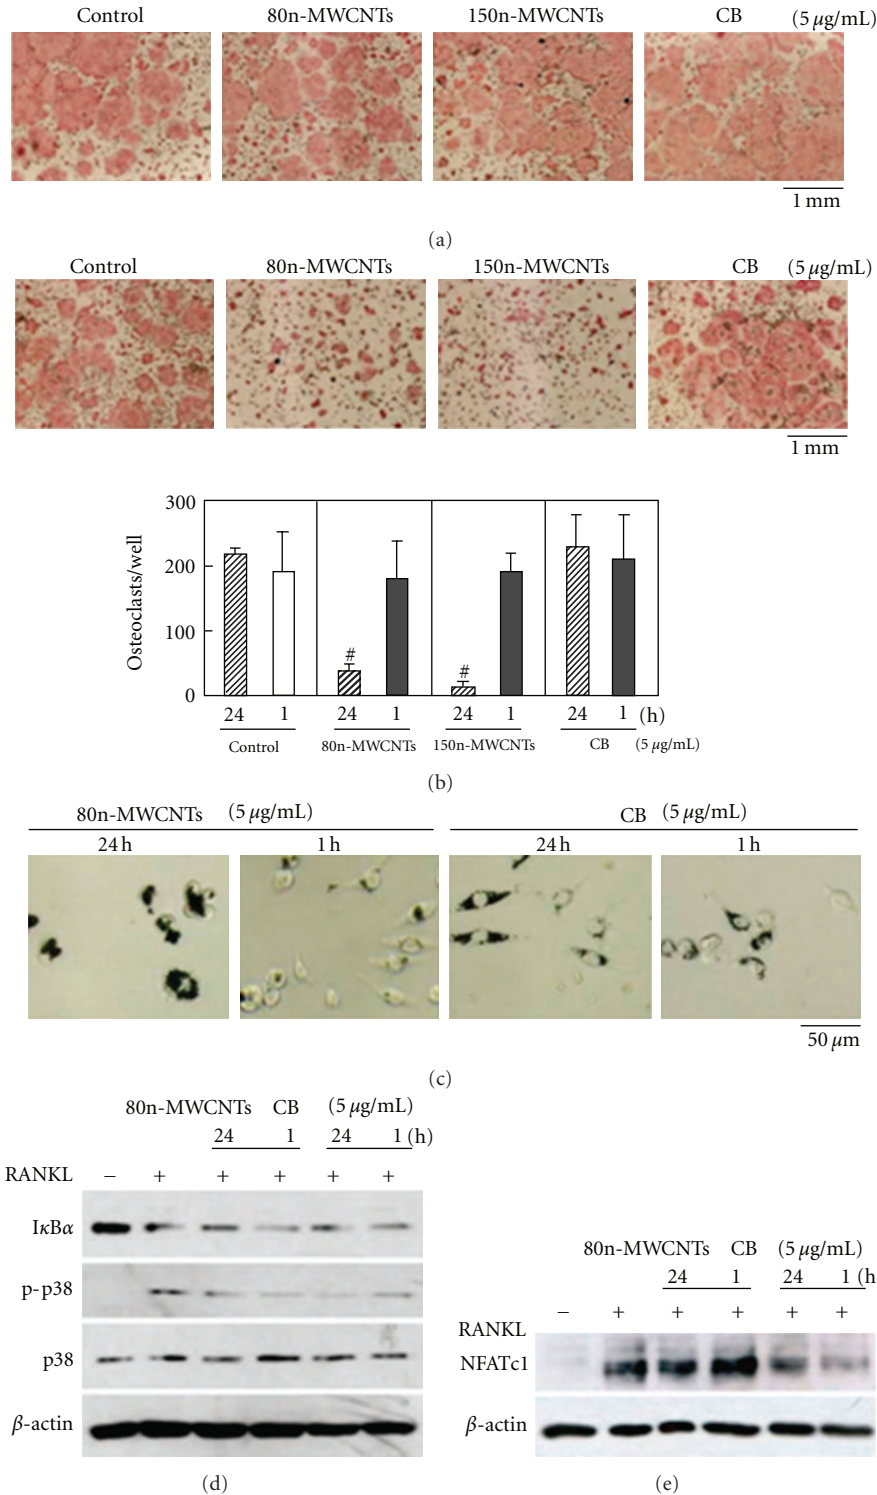 Control 80n-MWCNTs 150n-MWCNTs CB (5 μg/mL)
1 mm
(a)
Control 80n-MWCNTs 150n-MWCNTs CB (5 μg/mL)
1 mm
300
200
100
0
Osteoclasts/well
# #
24 1 24 1 24 1 24 1 (h)
Control 80n-MWCNTs 150n-MWCNTs CB (5 μg/mL)
(b)
80n-MWCNTs (5 μg/mL) CB (5 μg/mL)
24 h 1 h 24 h 1 h
50 μm
(c)
80n-MWCNTs CB (5 μg/mL)
24 1 24 1 (h)
RANKL − + + + + +
IκBα
p-p38
p38
β-actin
(d)
80n-MWCNTs CB (5 μg/mL)
24 1 24 1 (h
− + + + + +
RANKL
NFATc1
β-actin
(e)